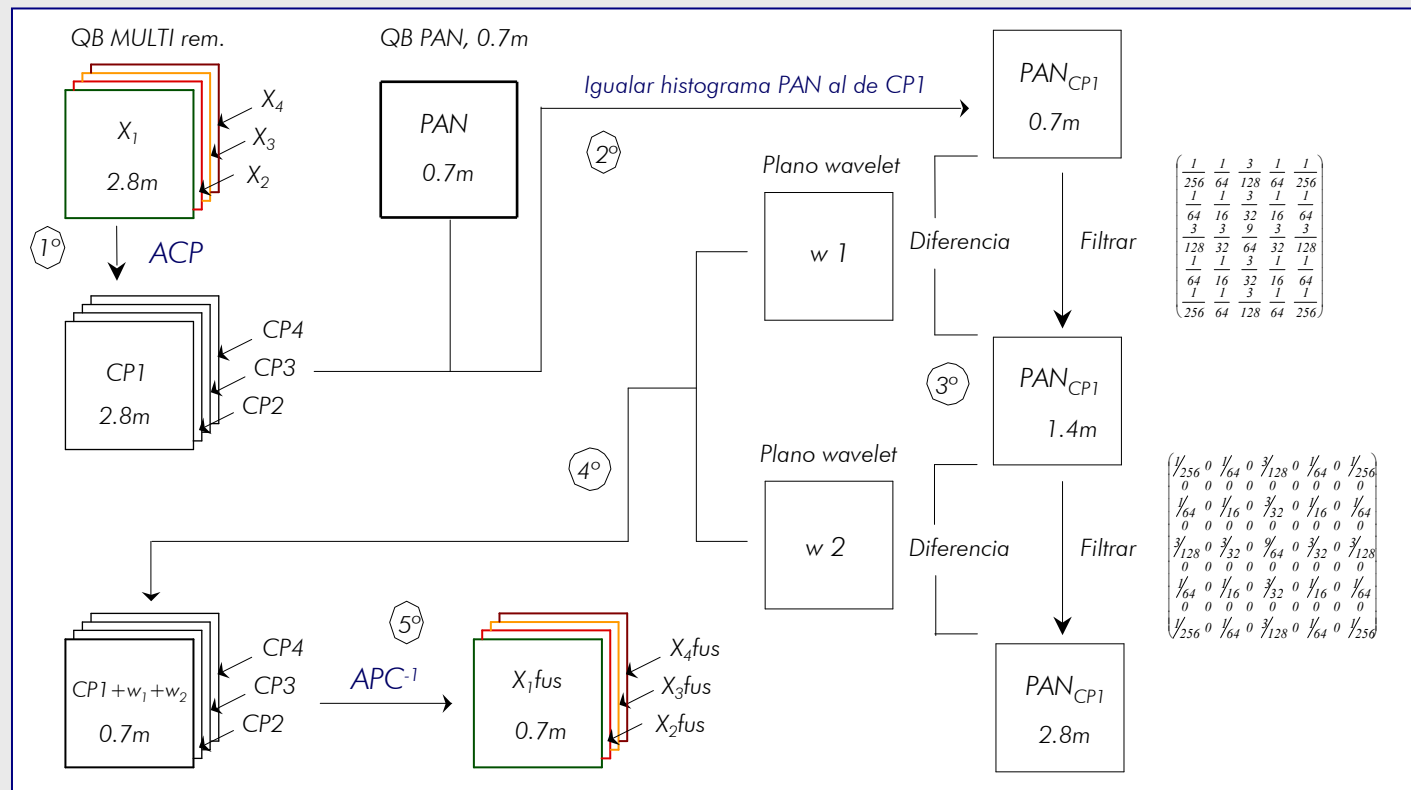 QB MULTI rem.
QB PAN, 0.7m
X1
2.8m
X4
X3
X2
PAN
0.7m
Igualar histograma PAN al de CP1
2º
PANCP1
0.7m
1º
ACP
CP1
2.8m
CP4
CP3
CP2
Plano wavelet
w 1
Diferencia
Filtrar
1/256 1/64 3/128 1/64 1/256
1/64 1/16 3/32 1/16 1/64
3/128 3/32 9/64 3/32 3/128
1/64 1/16 3/32 1/16 1/64
1/256 1/64 3/128 1/64 1/256
3º
PANCP1
1.4m
4º
Plano wavelet
w 2
Diferencia
Filtrar
1/256 0 1/64 0 3/128 0 1/64 0 1/256
0 0 0 0 0 0 0 0 0
1/64 0 1/16 0 3/32 0 1/16 0 1/64
0 0 0 0 0 0 0 0 0
3/128 0 3/32 0 9/64 0 3/32 0 3/128
0 0 0 0 0 0 0 0 0
1/64 0 1/16 0 3/32 0 1/16 0 1/64
0 0 0 0 0 0 0 0 0
1/256 0 1/64 0 3/128 0 1/64 0 1/256
PANCP1
2.8m
CP1+w1+w2
0.7m
CP4
CP3
CP2
5º
APC-1
X1fus
0.7m
X4fus
X3fus
X2fus